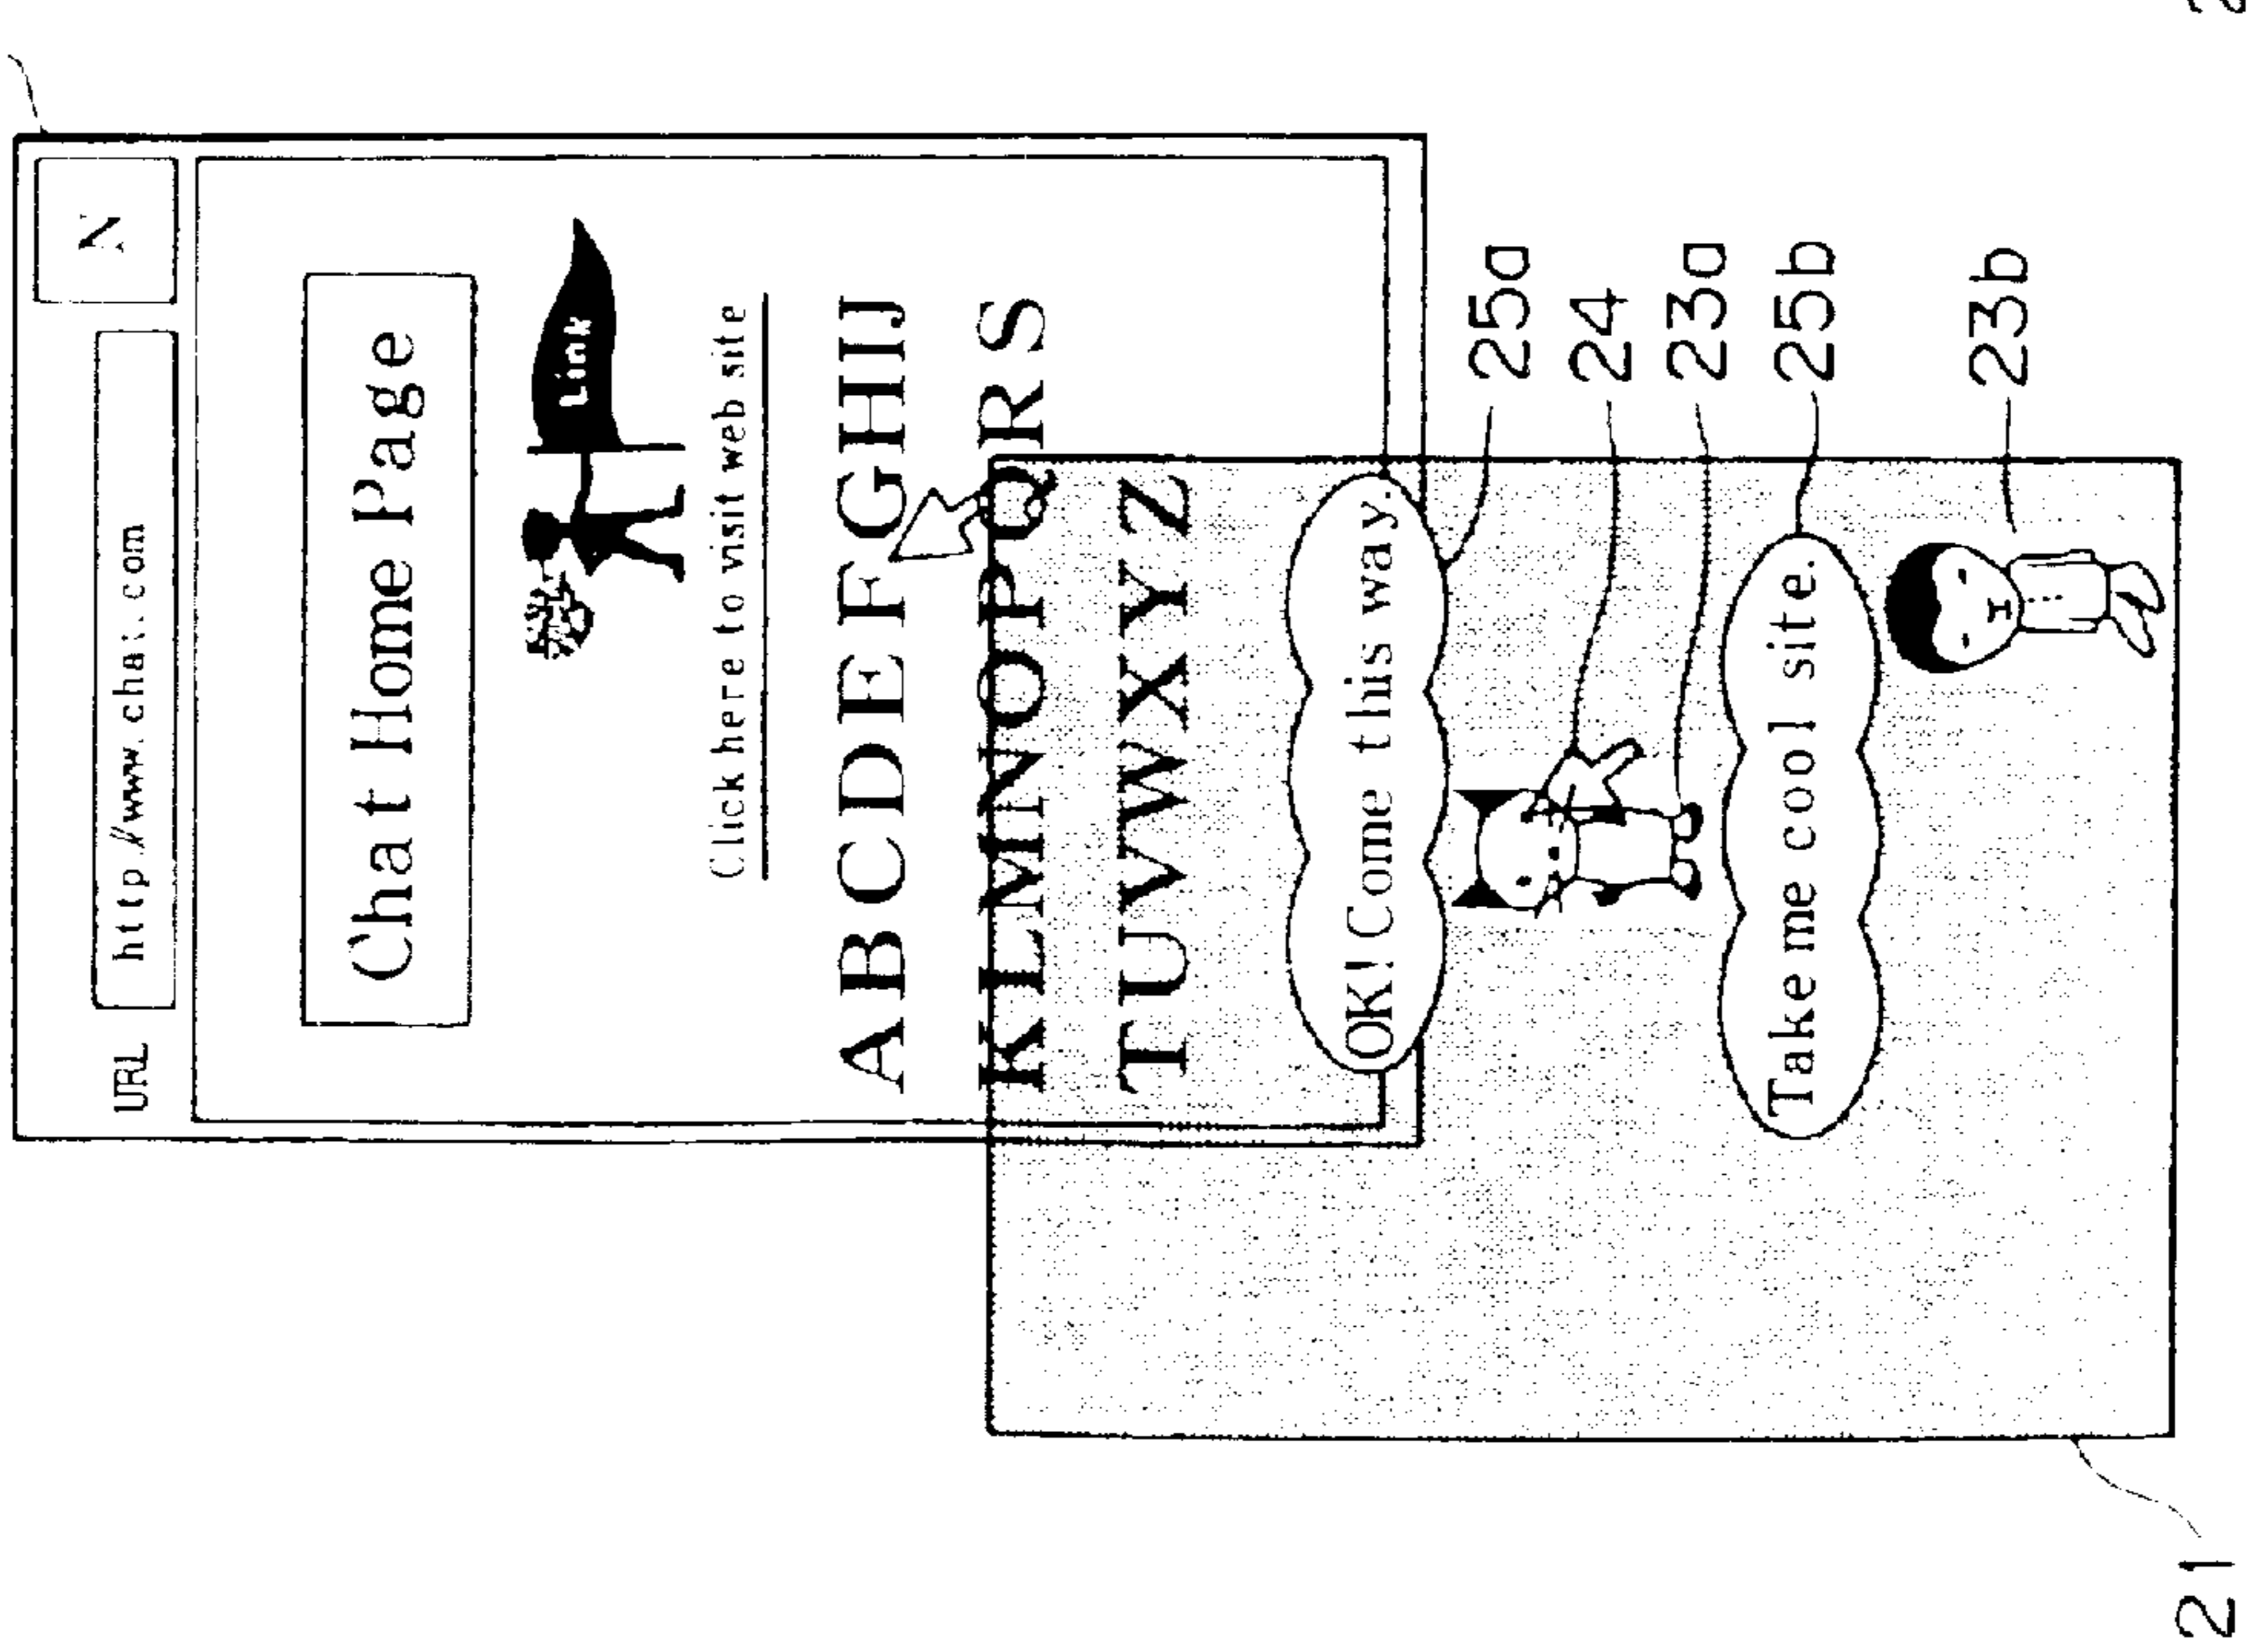 URL http://www.chat.com
N
Chat Home Page
Link
Click here to visit web site
ABCDEFGHIJ
KLMNOPQRS
TUVWXYZ
OK! Come this way.
25a
24
23a
Take me cool site.
25b
23b
21